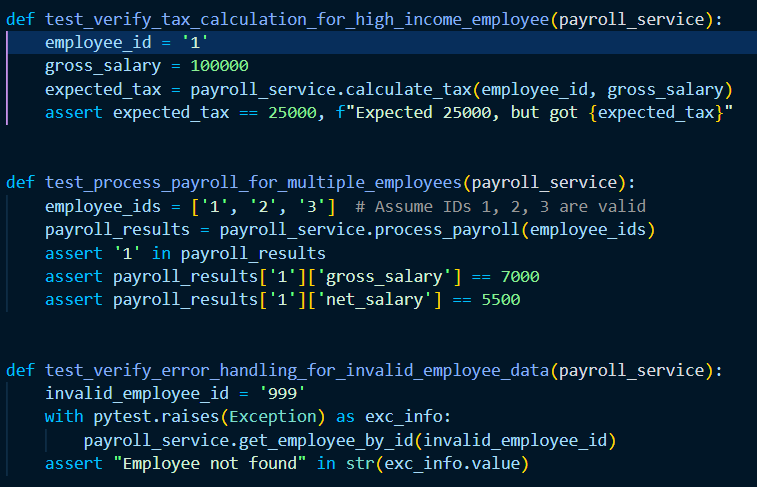 def test_verify_tax_calculation_for_high_income_employee(payroll_service):
    employee_id = '1'
    gross_salary = 100000
    expected_tax = payroll_service.calculate_tax(employee_id, gross_salary)
    assert expected_tax == 25000, f"Expected 25000, but got {expected_tax}"
def test_process_payroll_for_multiple_employees(payroll_service):
    employee_ids = ['1', '2', '3']  # Assume IDs 1, 2, 3 are valid
    payroll_results = payroll_service.process_payroll(employee_ids)
    assert '1' in payroll_results
    assert payroll_results['1']['gross_salary'] == 7000
    assert payroll_results['1']['net_salary'] == 5500
def test_verify_error_handling_for_invalid_employee_data(payroll_service):
    invalid_employee_id = '999'
    with pytest.raises(Exception) as exc_info:
        payroll_service.get_employee_by_id(invalid_employee_id)
    assert "Employee not found" in str(exc_info.value)